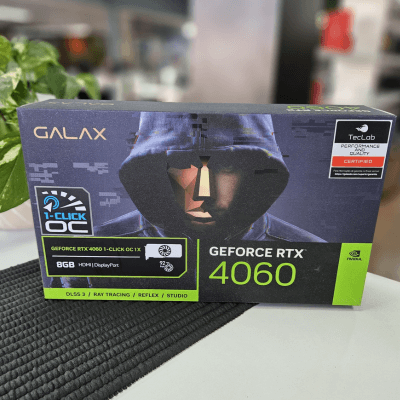 GALAX
TecLab
PERFORMANCE
AND
QUALITY
CERTIFIED
1-CLICK
OC
GEFORCE RTX 4060 1-CLICK OC 1X
8GB HDMI | DisplayPort
GEFORCE RTX
4060
NVIDIA
DLSS 3 / RAY TRACING / REFLEX / STUDIO